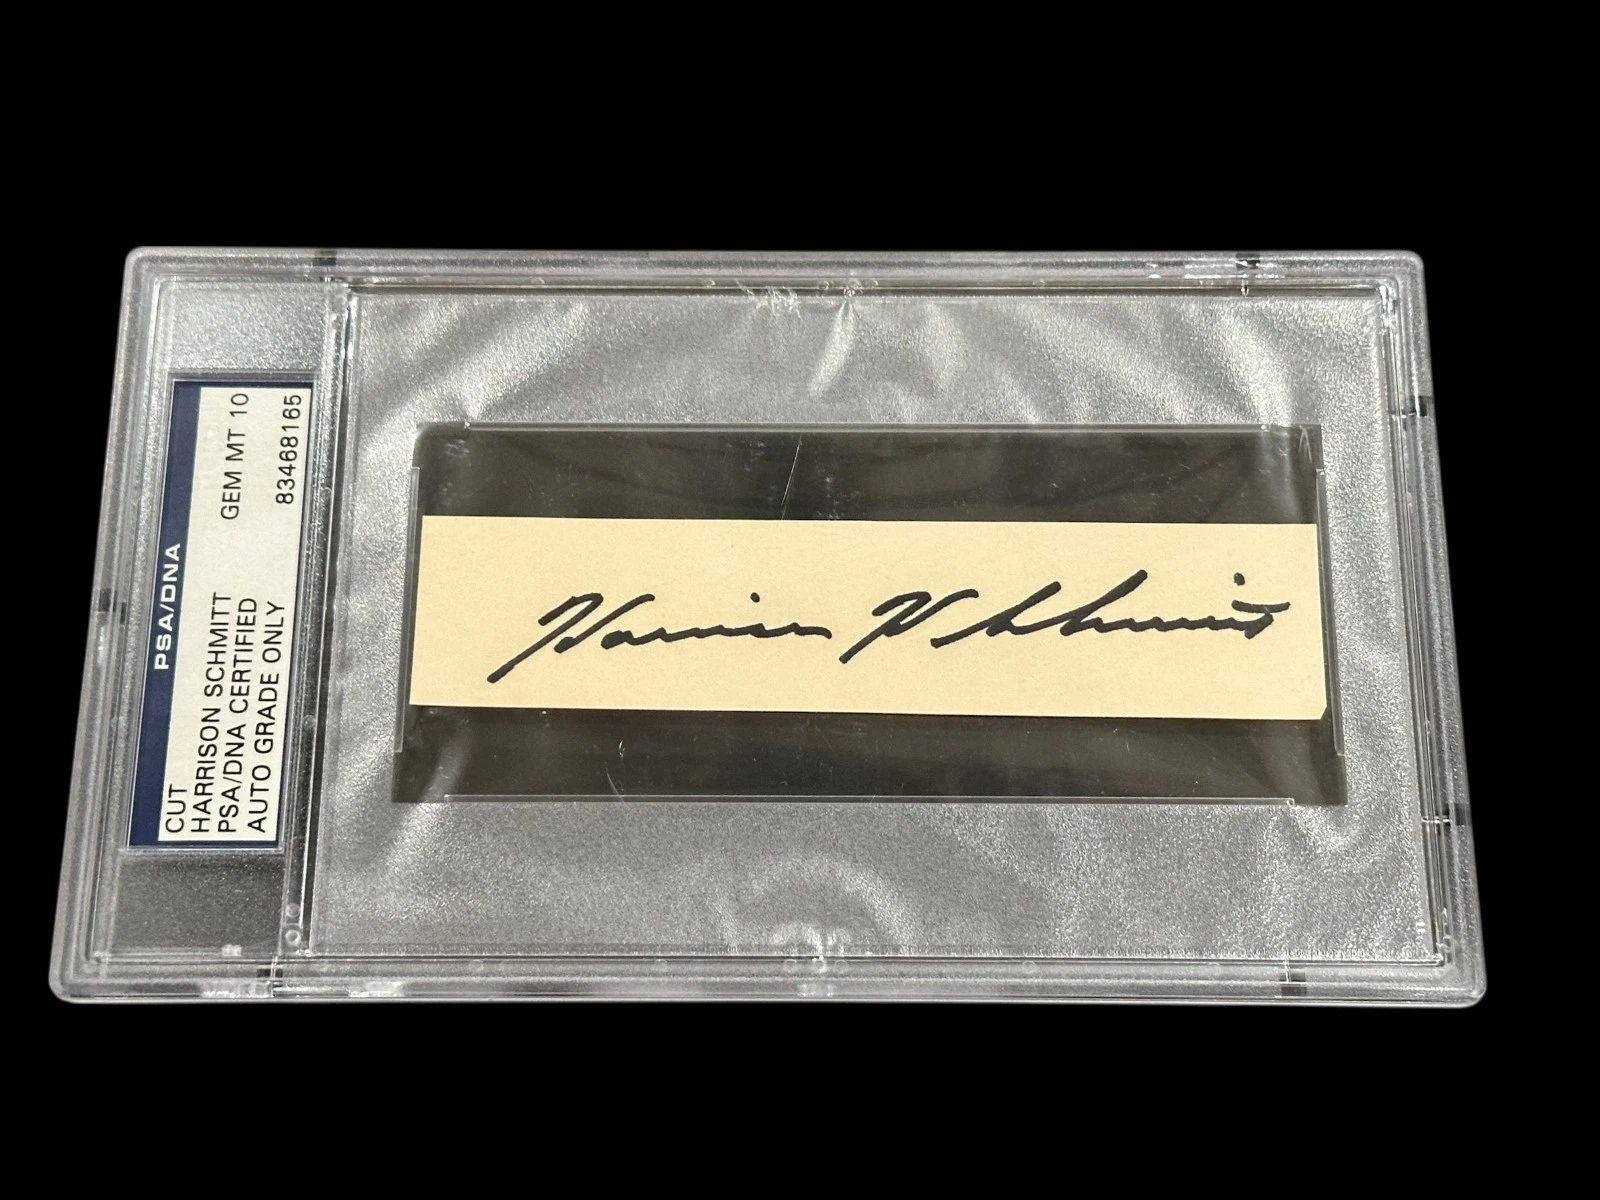 PSA/DNA
CUT
HARRISON SCHMITT GEM MT 10
PSA/DNA CERTIFIED
AUTO GRADE ONLY 83468165
Harrison H Schmitt